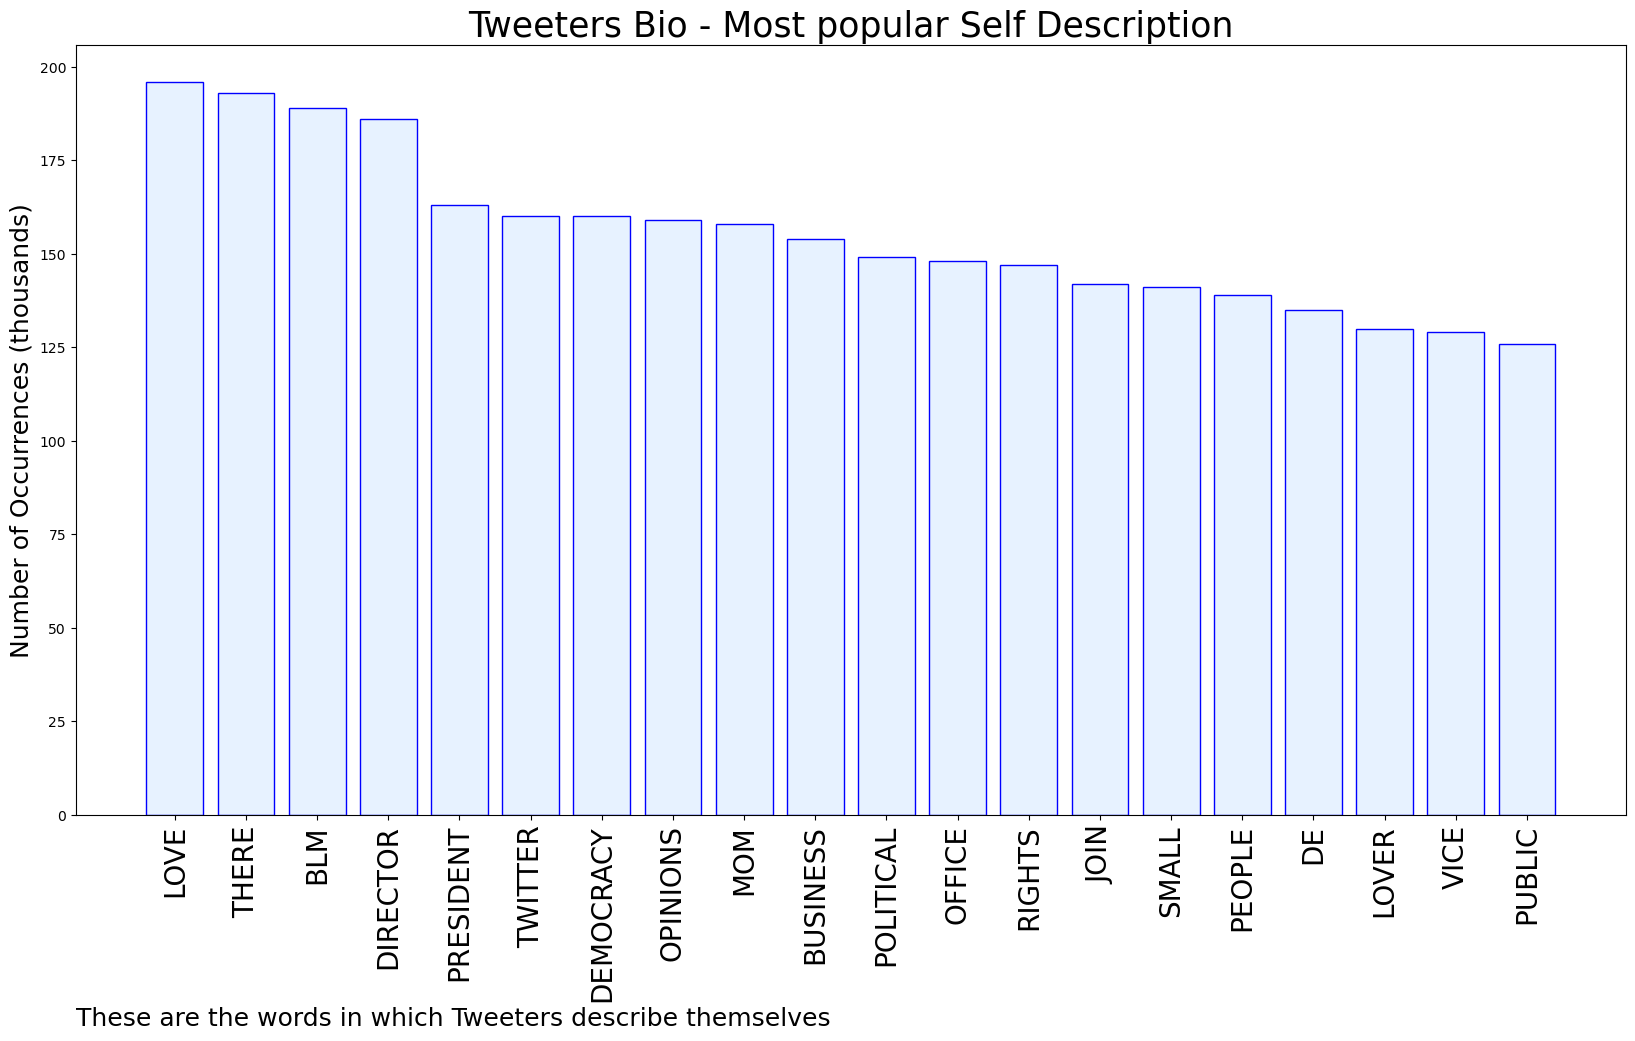 Tweeters Bio - Most popular Self Description
Number of Occurrences (thousands)
200
175
150
125
100
75
50
25
0
LOVE
THERE
BLM
DIRECTOR
PRESIDENT
TWITTER
DEMOCRACY
OPINIONS
MOM
BUSINESS
POLITICAL
OFFICE
RIGHTS
JOIN
SMALL
PEOPLE
DE
LOVER
VICE
PUBLIC
These are the words in which Tweeters describe themselves